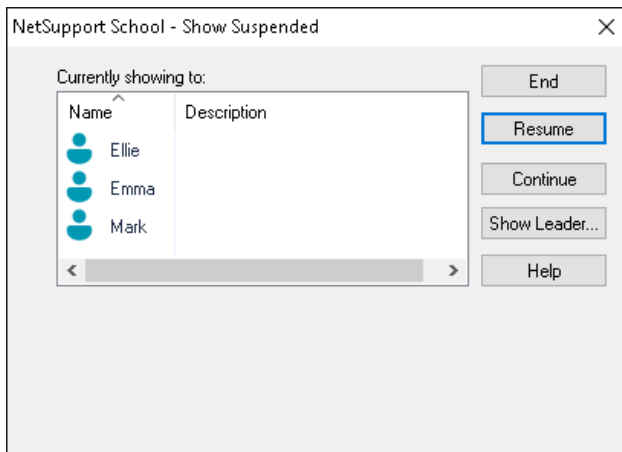 NetSupport School - Show Suspended
Currently showing to:
Name Description
Ellie
Emma
Mark
End
Resume
Continue
Show Leader...
Help